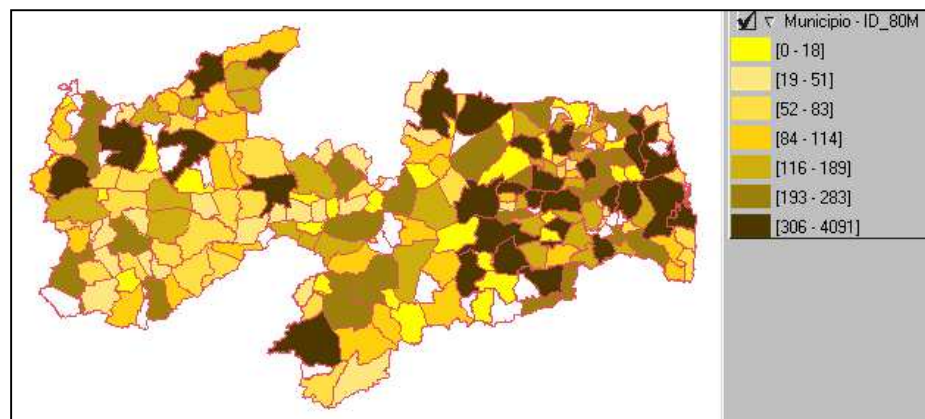 Municipio - ID_80M
[0 - 18]
[19 - 51]
[52 - 83]
[84 - 114]
[116 - 189]
[193 - 283]
[306 - 4091]